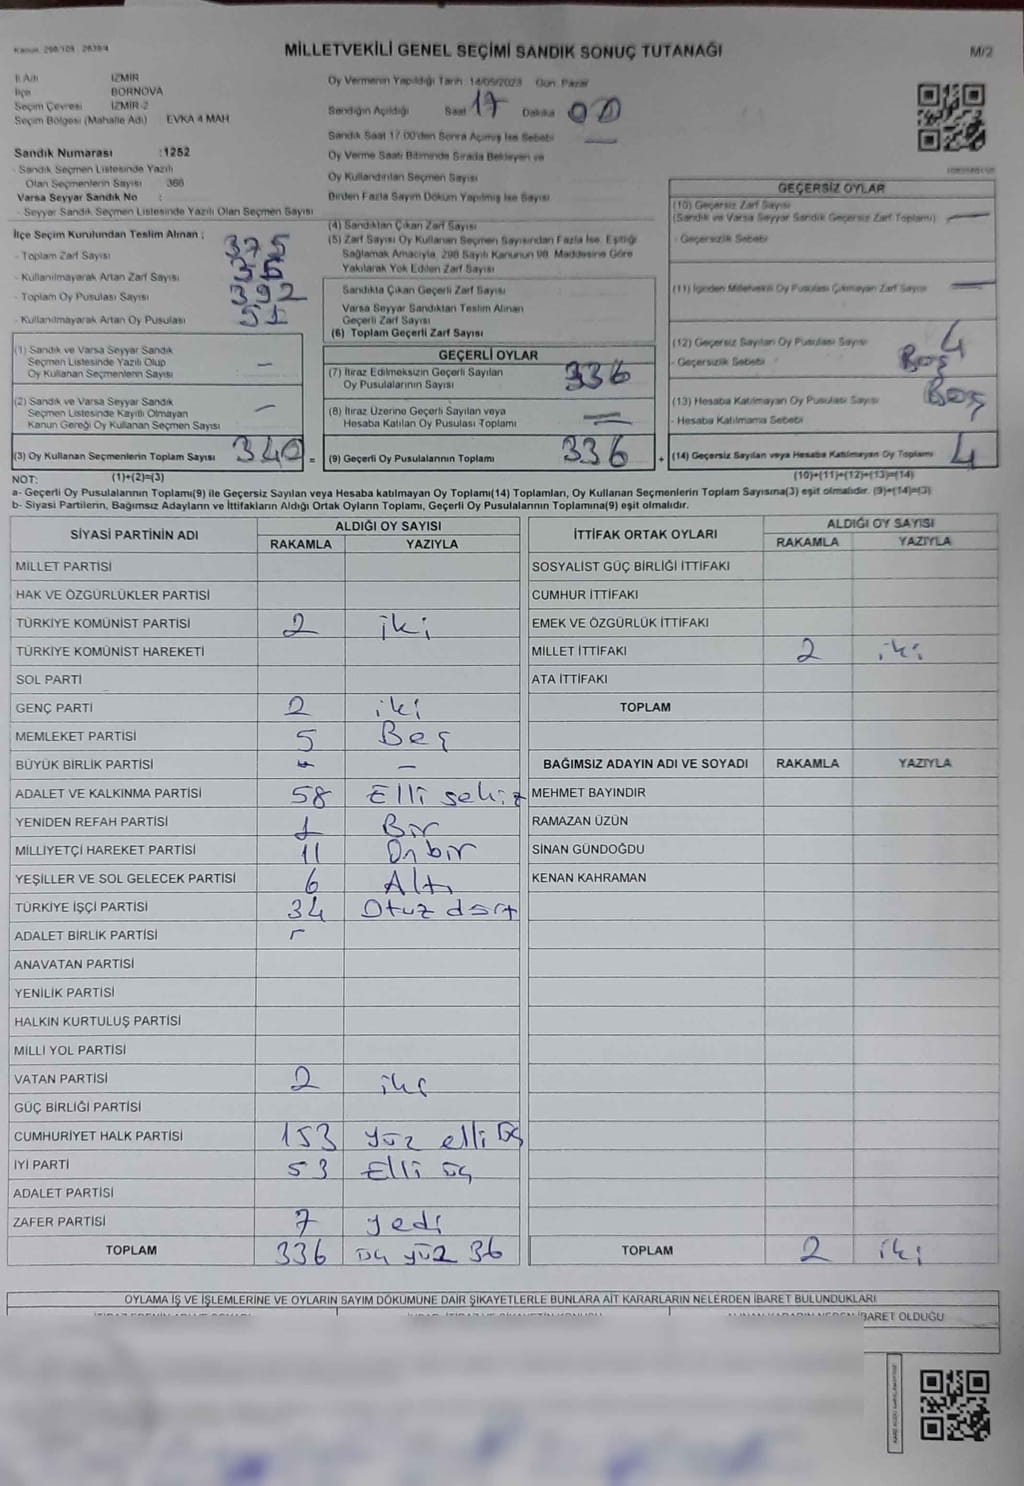 Kanun: 298/105 - 2839/4
MİLLETVEKİLİ GENEL SEÇİMİ SANDIK SONUÇ TUTANAĞI
M/2
İl Adı İZMİR
İlçe BORNOVA
Seçim Çevresi İZMİR-2
Seçim Bölgesi (Mahalle Adı) EVKA 4 MAH
Sandık Numarası :1252
- Sandık Seçmen Listesinde Yazılı
Olan Seçmenlerin Sayısı 366
Varsa Seyyar Sandık No :
- Seyyar Sandık Seçmen Listesinde Yazılı Olan Seçmen Sayısı
Oy Vermenin Yapıldığı Tarih 14/05/2023 Gün: Pazar
Sandığın Açıldığı Saat 17 Dakika 00
Sandık Saat 17.00'den Sonra Açılmış İse Sebebi —
Oy Verme Saati Bitiminde Sırada Bekleyen ve
Oy Kullandırılan Seçmen Sayısı
Birden Fazla Sayım Döküm Yapılmış İse Sayısı
İlçe Seçim Kurulundan Teslim Alınan ;
- Toplam Zarf Sayısı 375
- Kullanılmayarak Artan Zarf Sayısı 35
- Toplam Oy Pusulası Sayısı 392
- Kullanılmayarak Artan Oy Pusulası 51
(1) Sandık ve Varsa Seyyar Sandık
Seçmen Listesinde Yazılı Olup
Oy Kullanan Seçmenlerin Sayısı —
(2) Sandık ve Varsa Seyyar Sandık
Seçmen Listesinde Kayıtlı Olmayan
Kanun Gereği Oy Kullanan Seçmen Sayısı —
(3) Oy Kullanan Seçmenlerin Toplam Sayısı 340 =
(4) Sandıktan Çıkan Zarf Sayısı
(5) Zarf Sayısı Oy Kullanan Seçmen Sayısından Fazla İse, Eşitliği
Sağlamak Amacıyla, 298 Sayılı Kanunun 98. Maddesine Göre
Yakılarak Yok Edilen Zarf Sayısı
Sandıkta Çıkan Geçerli Zarf Sayısı
Varsa Seyyar Sandıktan Teslim Alınan
Geçerli Zarf Sayısı
(6) Toplam Geçerli Zarf Sayısı
GEÇERLİ OYLAR
(7) İtiraz Edilmeksizin Geçerli Sayılan
Oy Pusulalarının Sayısı 336
(8) İtiraz Üzerine Geçerli Sayılan veya
Hesaba Katılan Oy Pusulası Toplamı —
(9) Geçerli Oy Pusulalarının Toplamı 336 +
GEÇERSİZ OYLAR
(10) Geçersiz Zarf Sayısı
(Sandık ve Varsa Seyyar Sandık Geçersiz Zarf Toplamı) —
- Geçersizlik Sebebi
(11) İçinden Milletvekili Oy Pusulası Çıkmayan Zarf Sayısı —
(12) Geçersiz Sayılan Oy Pusulası Sayısı 4
- Geçersizlik Sebebi Boş
(13) Hesaba Katılmayan Oy Pusulası Sayısı Boş
- Hesaba Katılmama Sebebi
(14) Geçersiz Sayılan veya Hesaba Katılmayan Oy Toplamı 4
NOT: (1)+(2)=(3) (10)+(11)+(12)+(13)=(14)
a- Geçerli Oy Pusulalarının Toplamı(9) ile Geçersiz Sayılan veya Hesaba katılmayan Oy Toplamı(14) Toplamları, Oy Kullanan Seçmenlerin Toplam Sayısına(3) eşit olmalıdır. (9)+(14)=(3)
b- Siyasi Partilerin, Bağımsız Adayların ve İttifakların Aldığı Ortak Oyların Toplamı, Geçerli Oy Pusulalarının Toplamına(9) eşit olmalıdır.
SİYASİ PARTİNİN ADI ALDIĞI OY SAYISI
RAKAMLA YAZIYLA
MİLLET PARTİSİ
HAK VE ÖZGÜRLÜKLER PARTİSİ
TÜRKİYE KOMÜNİST PARTİSİ 2 iki
TÜRKİYE KOMÜNİST HAREKETİ
SOL PARTİ
GENÇ PARTİ 2 iki
MEMLEKET PARTİSİ 5 Beş
BÜYÜK BİRLİK PARTİSİ - —
ADALET VE KALKINMA PARTİSİ 58 Elli sekiz
YENİDEN REFAH PARTİSİ 1 Bir
MİLLİYETÇİ HAREKET PARTİSİ 11 On bir
YEŞİLLER VE SOL GELECEK PARTİSİ 6 Altı
TÜRKİYE İŞÇİ PARTİSİ 34 Otuz dört
ADALET BİRLİK PARTİSİ
ANAVATAN PARTİSİ
YENİLİK PARTİSİ
HALKIN KURTULUŞ PARTİSİ
MİLLİ YOL PARTİSİ
VATAN PARTİSİ 2 iki
GÜÇ BİRLİĞİ PARTİSİ
CUMHURİYET HALK PARTİSİ 153 yüz elli üç
İYİ PARTİ 53 Elli üç
ADALET PARTİSİ
ZAFER PARTİSİ 7 yedi
TOPLAM 336 üç yüz 36
İTTİFAK ORTAK OYLARI ALDIĞI OY SAYISI
RAKAMLA YAZIYLA
SOSYALİST GÜÇ BİRLİĞİ İTTİFAKI
CUMHUR İTTİFAKI
EMEK VE ÖZGÜRLÜK İTTİFAKI
MİLLET İTTİFAKI 2 iki
ATA İTTİFAKI
TOPLAM
BAĞIMSIZ ADAYIN ADI VE SOYADI RAKAMLA YAZIYLA
MEHMET BAYINDIR
RAMAZAN ÜZÜN
SİNAN GÜNDOĞDU
KENAN KAHRAMAN
TOPLAM 2 iki
OYLAMA İŞ VE İŞLEMLERİNE VE OYLARIN SAYIM DÖKÜMÜNE DAİR ŞİKAYETLERLE BUNLARA AİT KARARLARIN NELERDEN İBARET BULUNDUKLARI
İBARET OLDUĞU